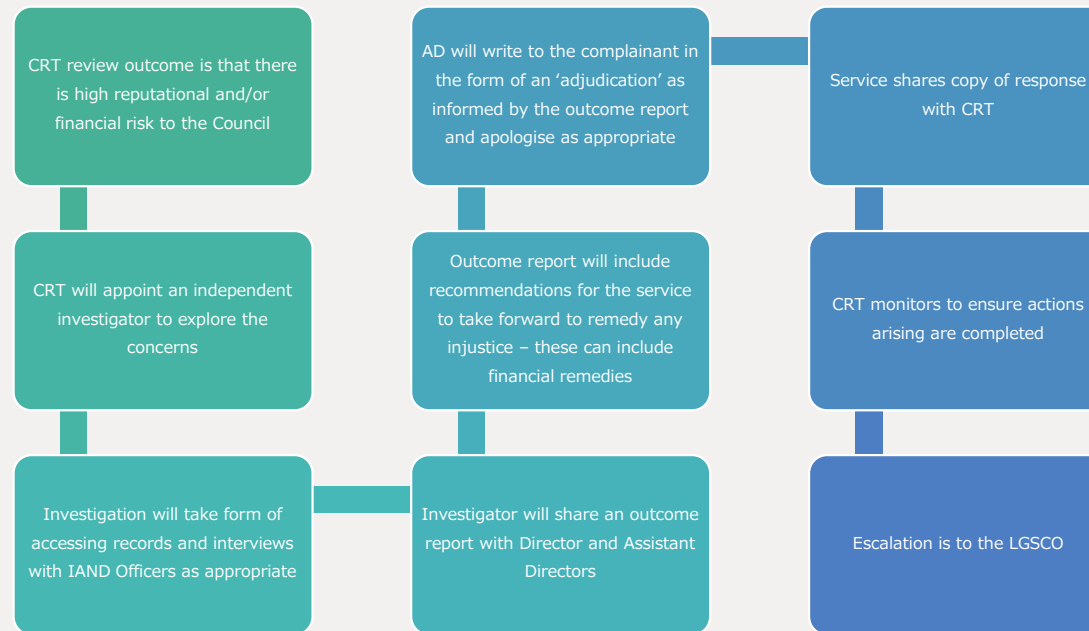 CRT review outcome is that there
is high reputational and/or
financial risk to the Council
CRT will appoint an independent
investigator to explore the
concerns
Investigation will take form of
accessing records and interviews
with IAND Officers as appropriate
Investigator will share an outcome
report with Director and Assistant
Directors
Outcome report will include
recommendations for the service
to take forward to remedy any
injustice – these can include
financial remedies
AD will write to the complainant in
the form of an ‘adjudication’ as
informed by the outcome report
and apologise as appropriate
Service shares copy of response
with CRT
CRT monitors to ensure actions
arising are completed
Escalation is to the LGSCO